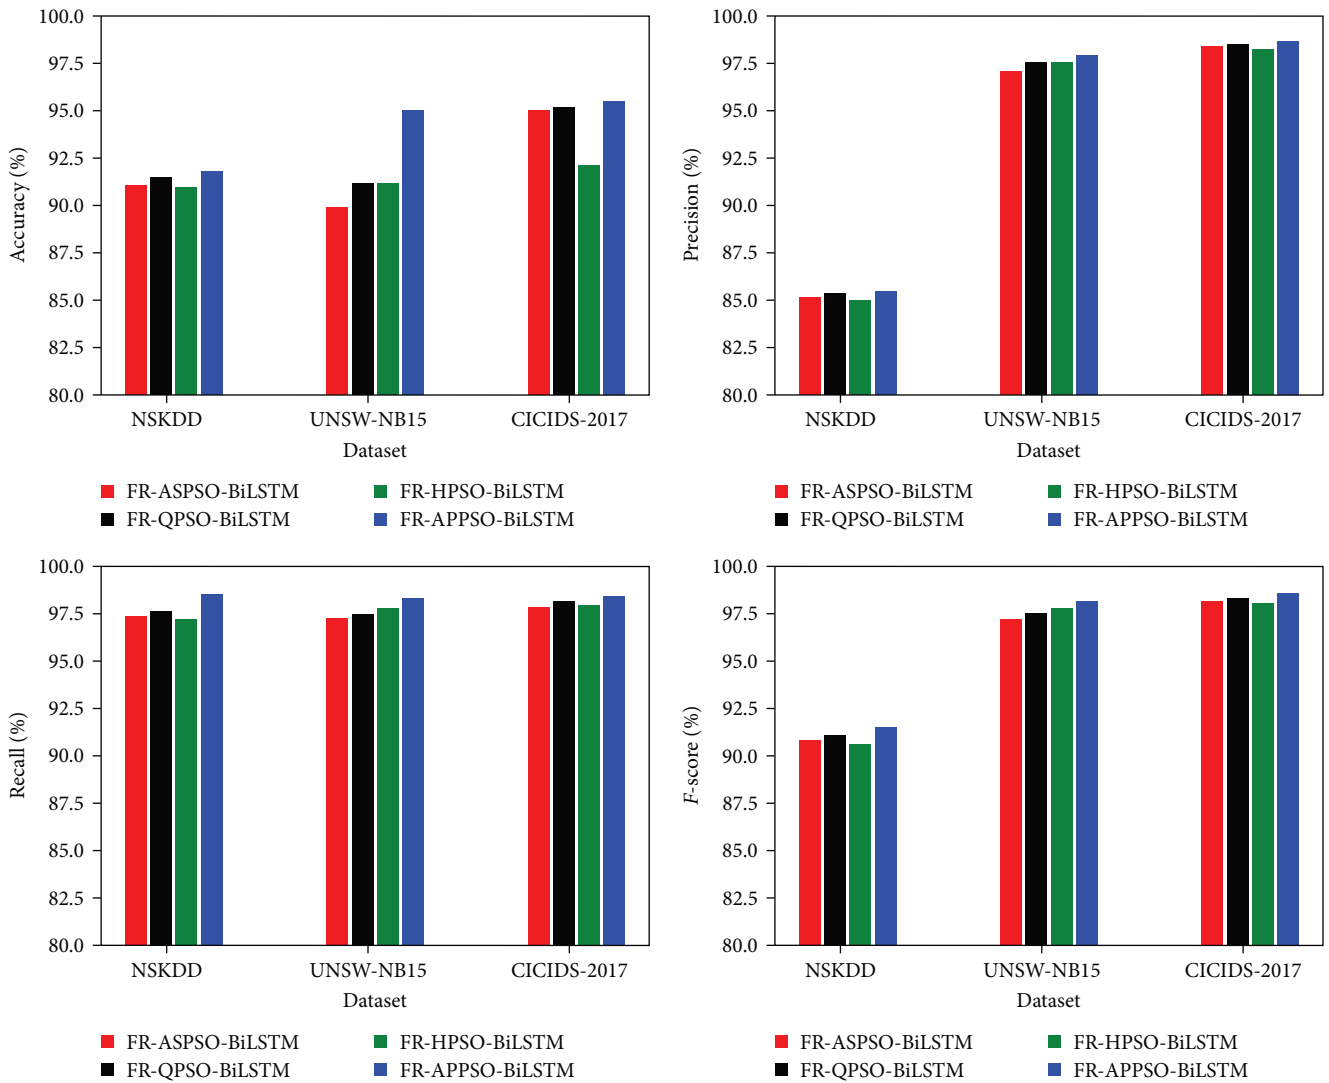 100.0
97.5
95.0
92.5
90.0
87.5
85.0
82.5
80.0
Accuracy (%)
NSKDD UNSW-NB15 CICIDS-2017
Dataset
FR-ASPSO-BiLSTM FR-HPSO-BiLSTM
FR-QPSO-BiLSTM FR-APPSO-BiLSTM
100.0
97.5
95.0
92.5
90.0
87.5
85.0
82.5
80.0
Precision (%)
NSKDD UNSW-NB15 CICIDS-2017
Dataset
FR-ASPSO-BiLSTM FR-HPSO-BiLSTM
FR-QPSO-BiLSTM FR-APPSO-BiLSTM
100.0
97.5
95.0
92.5
90.0
87.5
85.0
82.5
80.0
Recall (%)
NSKDD UNSW-NB15 CICIDS-2017
Dataset
FR-ASPSO-BiLSTM FR-HPSO-BiLSTM
FR-QPSO-BiLSTM FR-APPSO-BiLSTM
100.0
97.5
95.0
92.5
90.0
87.5
85.0
82.5
80.0
F-score (%)
NSKDD UNSW-NB15 CICIDS-2017
Dataset
FR-ASPSO-BiLSTM FR-HPSO-BiLSTM
FR-QPSO-BiLSTM FR-APPSO-BiLSTM